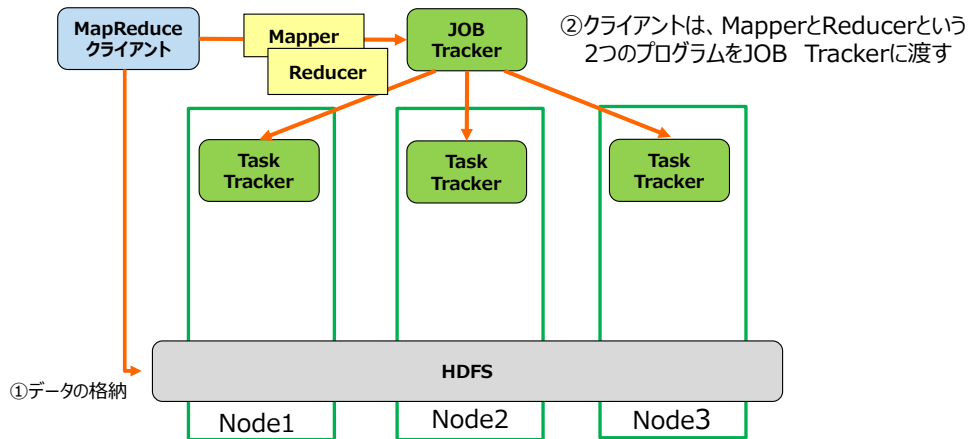 MapReduce
クライアント
Mapper
Reducer
JOB
Tracker
②クライアントは、MapperとReducerという
2つのプログラムをJOB　Trackerに渡す
Task
Tracker
Task
Tracker
Task
Tracker
HDFS
①データの格納
Node1
Node2
Node3